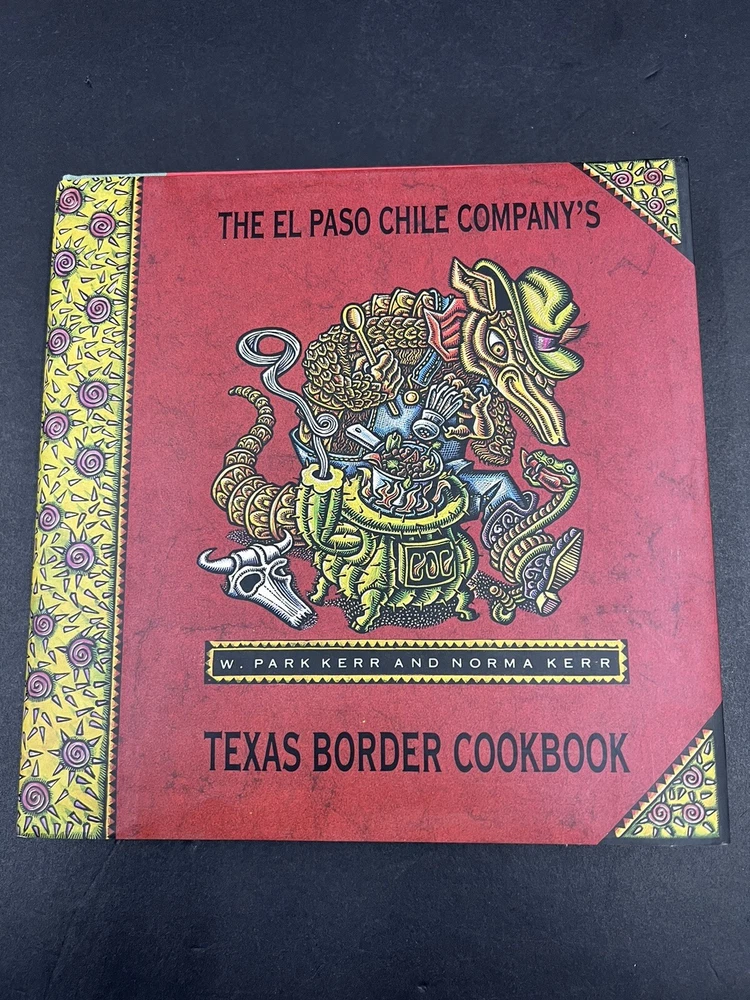 THE EL PASO CHILE COMPANY'S
W. PARK KERR AND NORMA KERR
TEXAS BORDER COOKBOOK